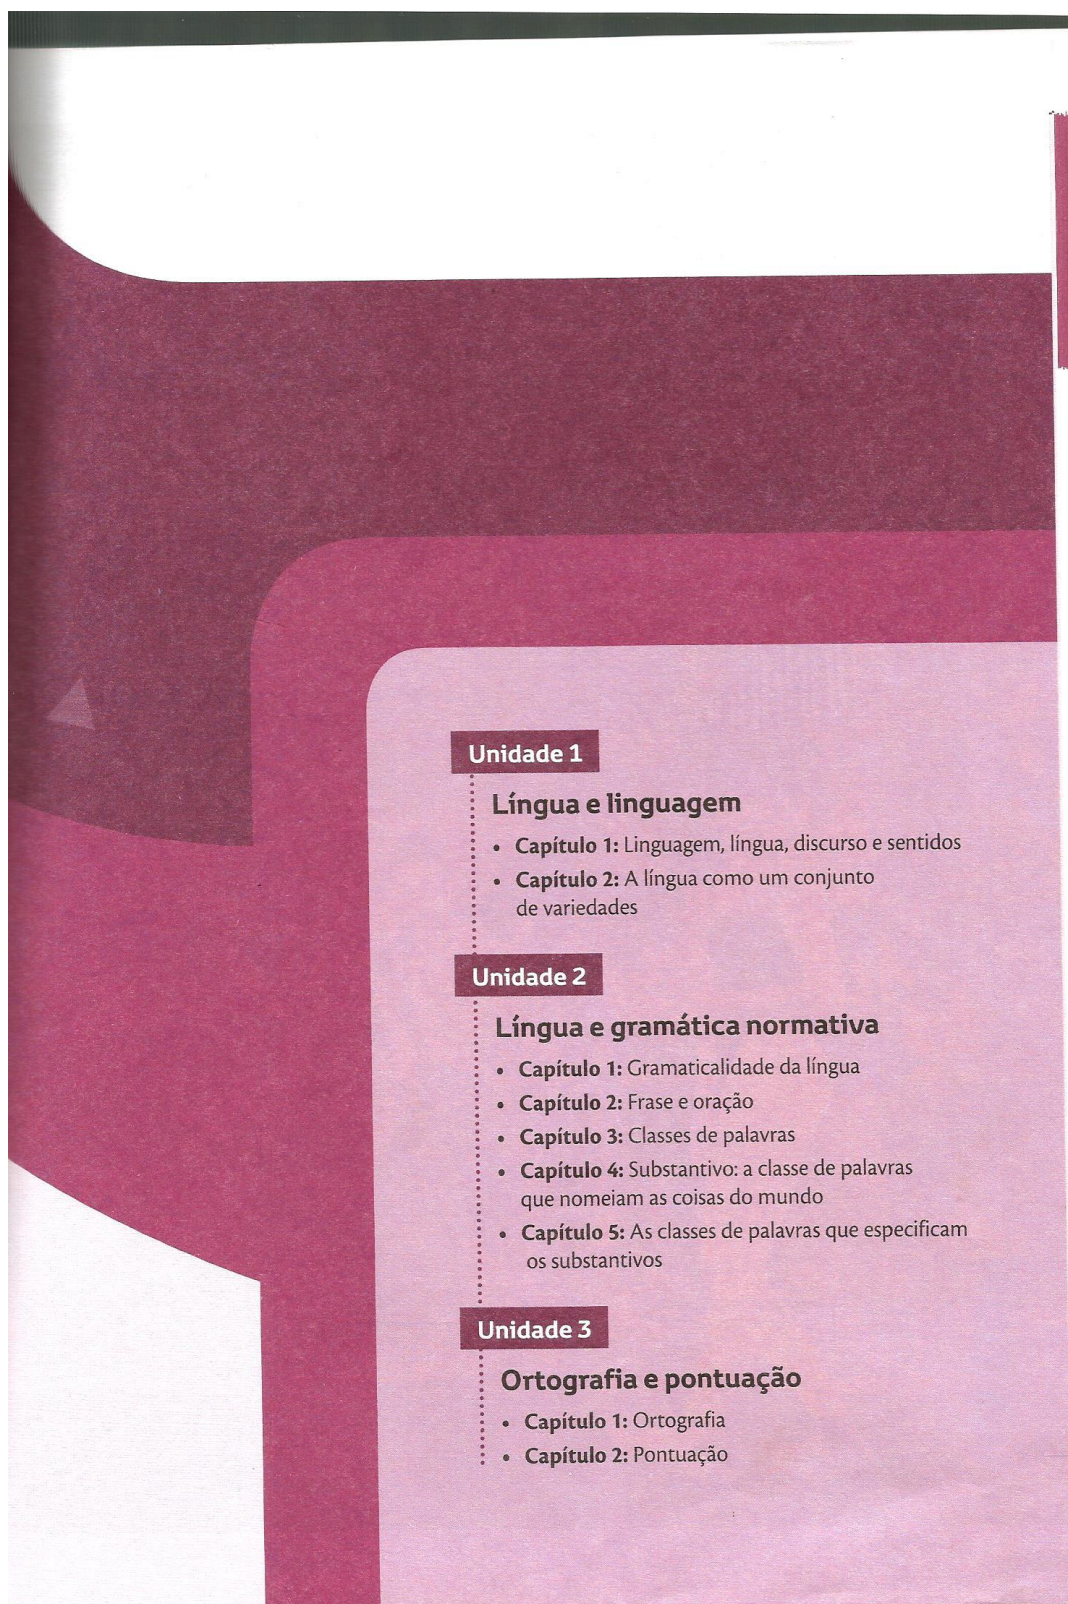 Unidade 1
Língua e linguagem
• Capítulo 1: Linguagem, língua, discurso e sentidos
• Capítulo 2: A língua como um conjunto
de variedades
Unidade 2
Língua e gramática normativa
• Capítulo 1: Gramaticalidade da língua
• Capítulo 2: Frase e oração
• Capítulo 3: Classes de palavras
• Capítulo 4: Substantivo: a classe de palavras
que nomeiam as coisas do mundo
• Capítulo 5: As classes de palavras que especificam
os substantivos
Unidade 3
Ortografia e pontuação
• Capítulo 1: Ortografia
• Capítulo 2: Pontuação